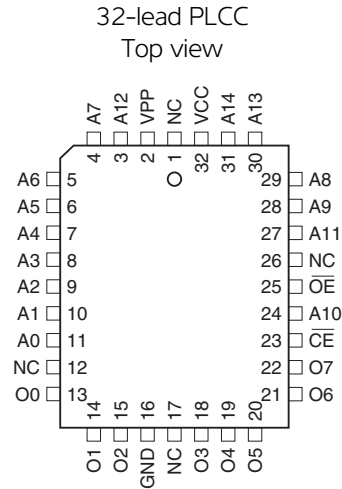 32-lead PLCC
Top view
A7 A12 VPP NC VCC A14 A13
4 3 2 1 32 31 30
A6 5 29 A8
A5 6 28 A9
A4 7 27 A11
A3 8 26 NC
A2 9 25 O̅E̅
A1 10 24 A10
A0 11 23 C̅E̅
NC 12 22 O7
O0 13 21 O6
14 15 16 17 18 19 20
O1 O2 GND NC O3 O4 O5